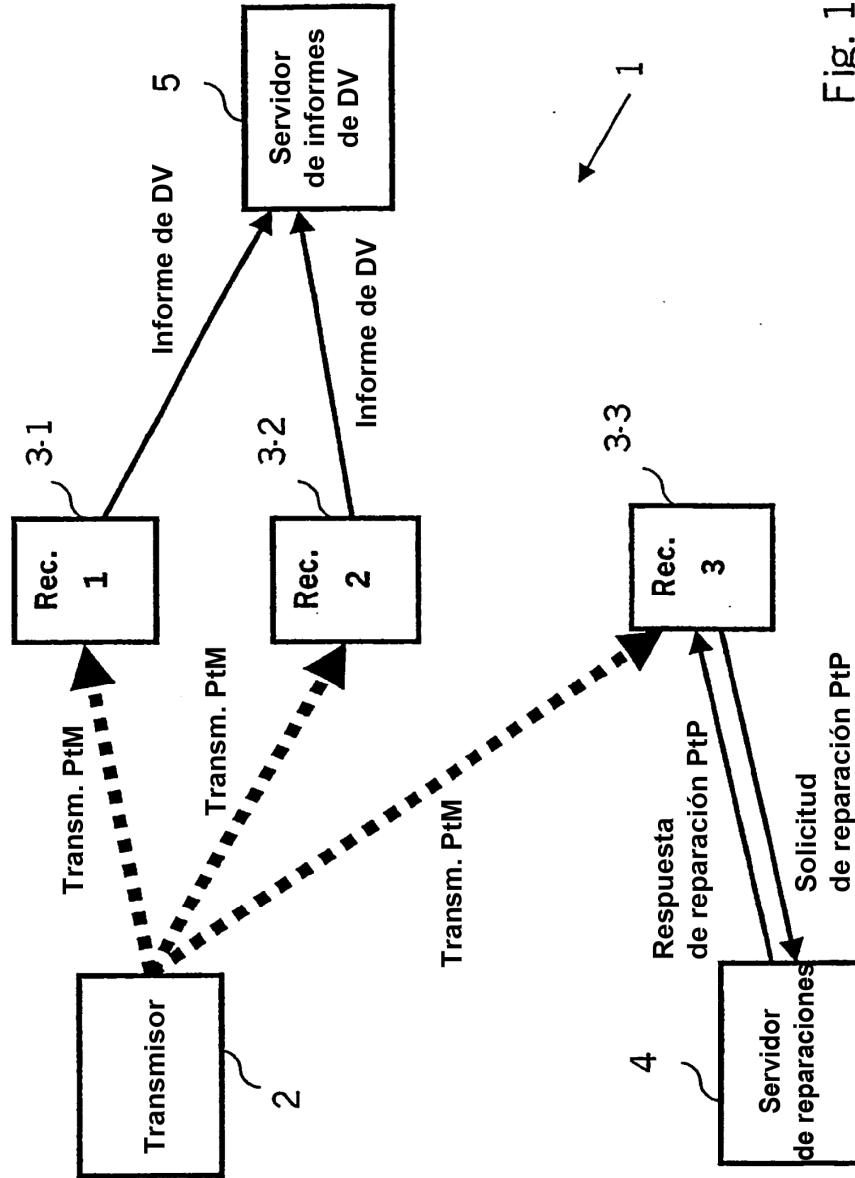 5
Servidor
de informes
de DV
Informe de DV
Informe de DV
3-1
Rec.
1
3-2
Rec.
2
3-3
Rec.
3
Transm. PtM
Transm. PtM
Transm. PtM
Transmisor
2
Respuesta
de reparación PtP
Solicitud
de reparación PtP
4
Servidor
de reparaciones
1
Fig. 1